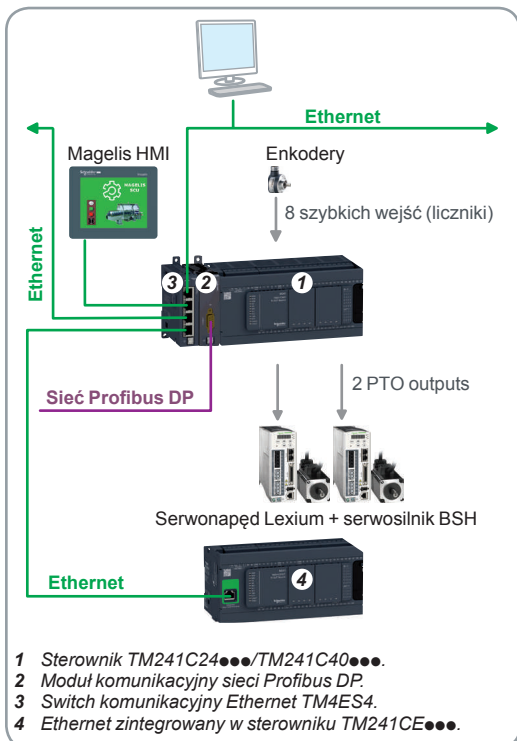 Ethernet
Magelis HMI
Enkodery
MAGELIS
SCU
8 szybkich wejść (liczniki)
Ethernet
3
2
1
2 PTO outputs
Sieć Profibus DP
Serwonapęd Lexium + serwosilnik BSH
Ethernet
4
1 Sterownik TM241C24●●●/TM241C40●●●.
2 Moduł komunikacyjny sieci Profibus DP.
3 Switch komunikacyjny Ethernet TM4ES4.
4 Ethernet zintegrowany w sterowniku TM241CE●●●.